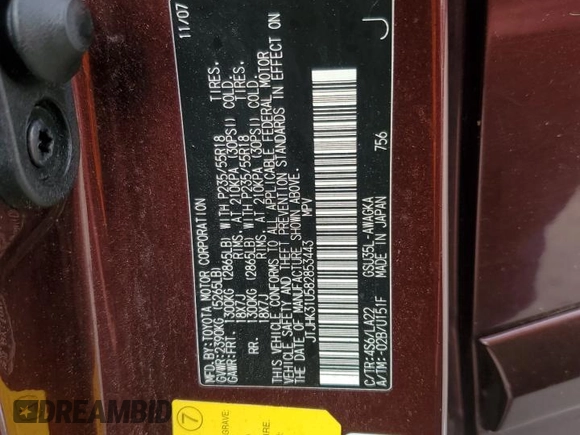 MFD.BY:TOYOTA MOTOR CORPORATION 11/07
GVWR:2390KG (5265LB)
GAWR:FRT. 1300KG (2865LB) WITH P235/55R18 TIRES.
18X7J RIMS. AT 210KPA (30PSI) COLD.
RR. 1300KG (2865LB) WITH P235/55R18 TIRES.
18X7J RIMS. AT 210KPA (30PSI) COLD.
THIS VEHICLE CONFORMS TO ALL APPLICABLE FEDERAL MOTOR
VEHICLE SAFETY AND THEFT PREVENTION STANDARDS IN EFFECT ON
THE DATE OF MANUFACTURE SHOWN ABOVE.
JTJHK31U582853443 MPV
J
C/TR:4S6/LA22 GSU35L-AWAGKA 756
A/TM:-02B/U151F MADE IN JAPAN
7
DREAMBID